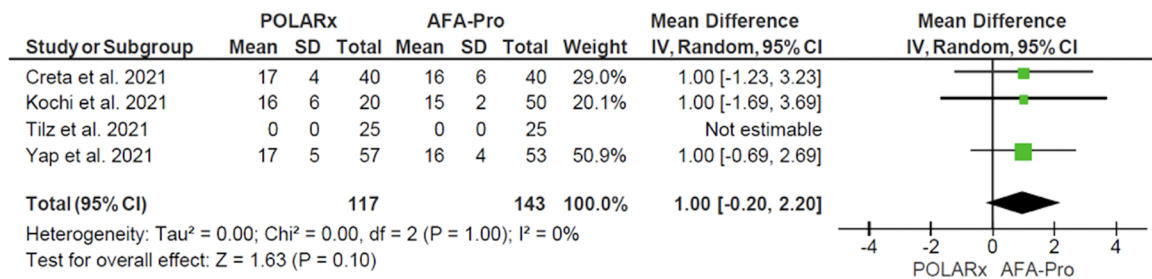 POLARx AFA-Pro Mean Difference Mean Difference
Study or Subgroup Mean SD Total Mean SD Total Weight IV, Random, 95% CI IV, Random, 95% CI
Creta et al. 2021 17 4 40 16 6 40 29.0% 1.00 [-1.23, 3.23]
Kochi et al. 2021 16 6 20 15 2 50 20.1% 1.00 [-1.69, 3.69]
Tilz et al. 2021 0 0 25 0 0 25 Not estimable
Yap et al. 2021 17 5 57 16 4 53 50.9% 1.00 [-0.69, 2.69]
Total (95% CI) 117 143 100.0% 1.00 [-0.20, 2.20]
Heterogeneity: Tau² = 0.00; Chi² = 0.00, df = 2 (P = 1.00); I² = 0%
Test for overall effect: Z = 1.63 (P = 0.10)
-4 -2 0 2 4
POLARx AFA-Pro